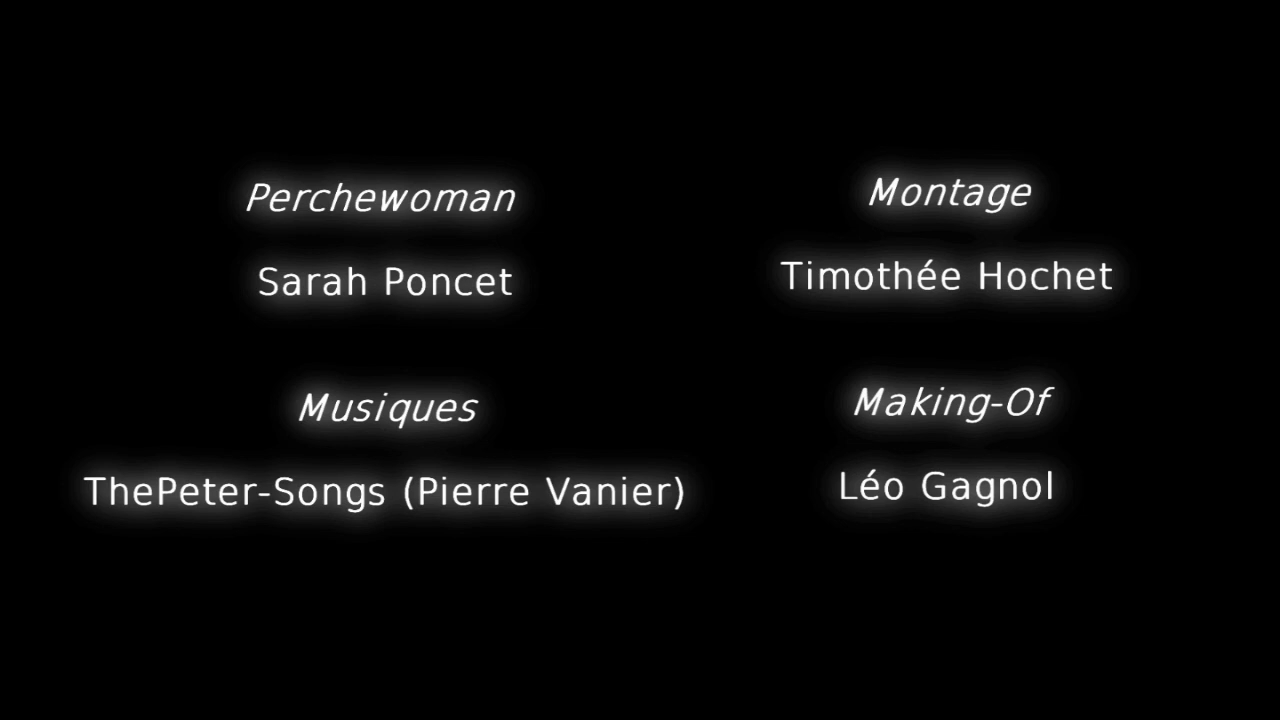 Perchewoman
Sarah Poncet
Musiques
ThePeter-Songs (Pierre Vanier)
Montage
Timothée Hochet
Making-Of
Léo Gagnol